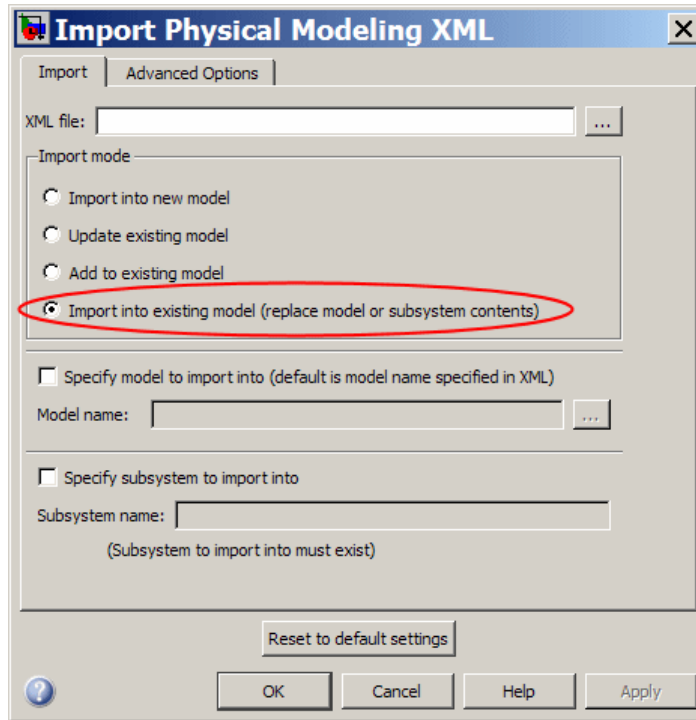 Import Physical Modeling XML
Import
Advanced Options
XML file:
...
Import mode
Import into new model
Update existing model
Add to existing model
Import into existing model (replace model or subsystem contents)
Specify model to import into (default is model name specified in XML)
Model name:
...
Specify subsystem to import into
Subsystem name:
(Subsystem to import into must exist)
Reset to default settings
?
OK
Cancel
Help
Apply